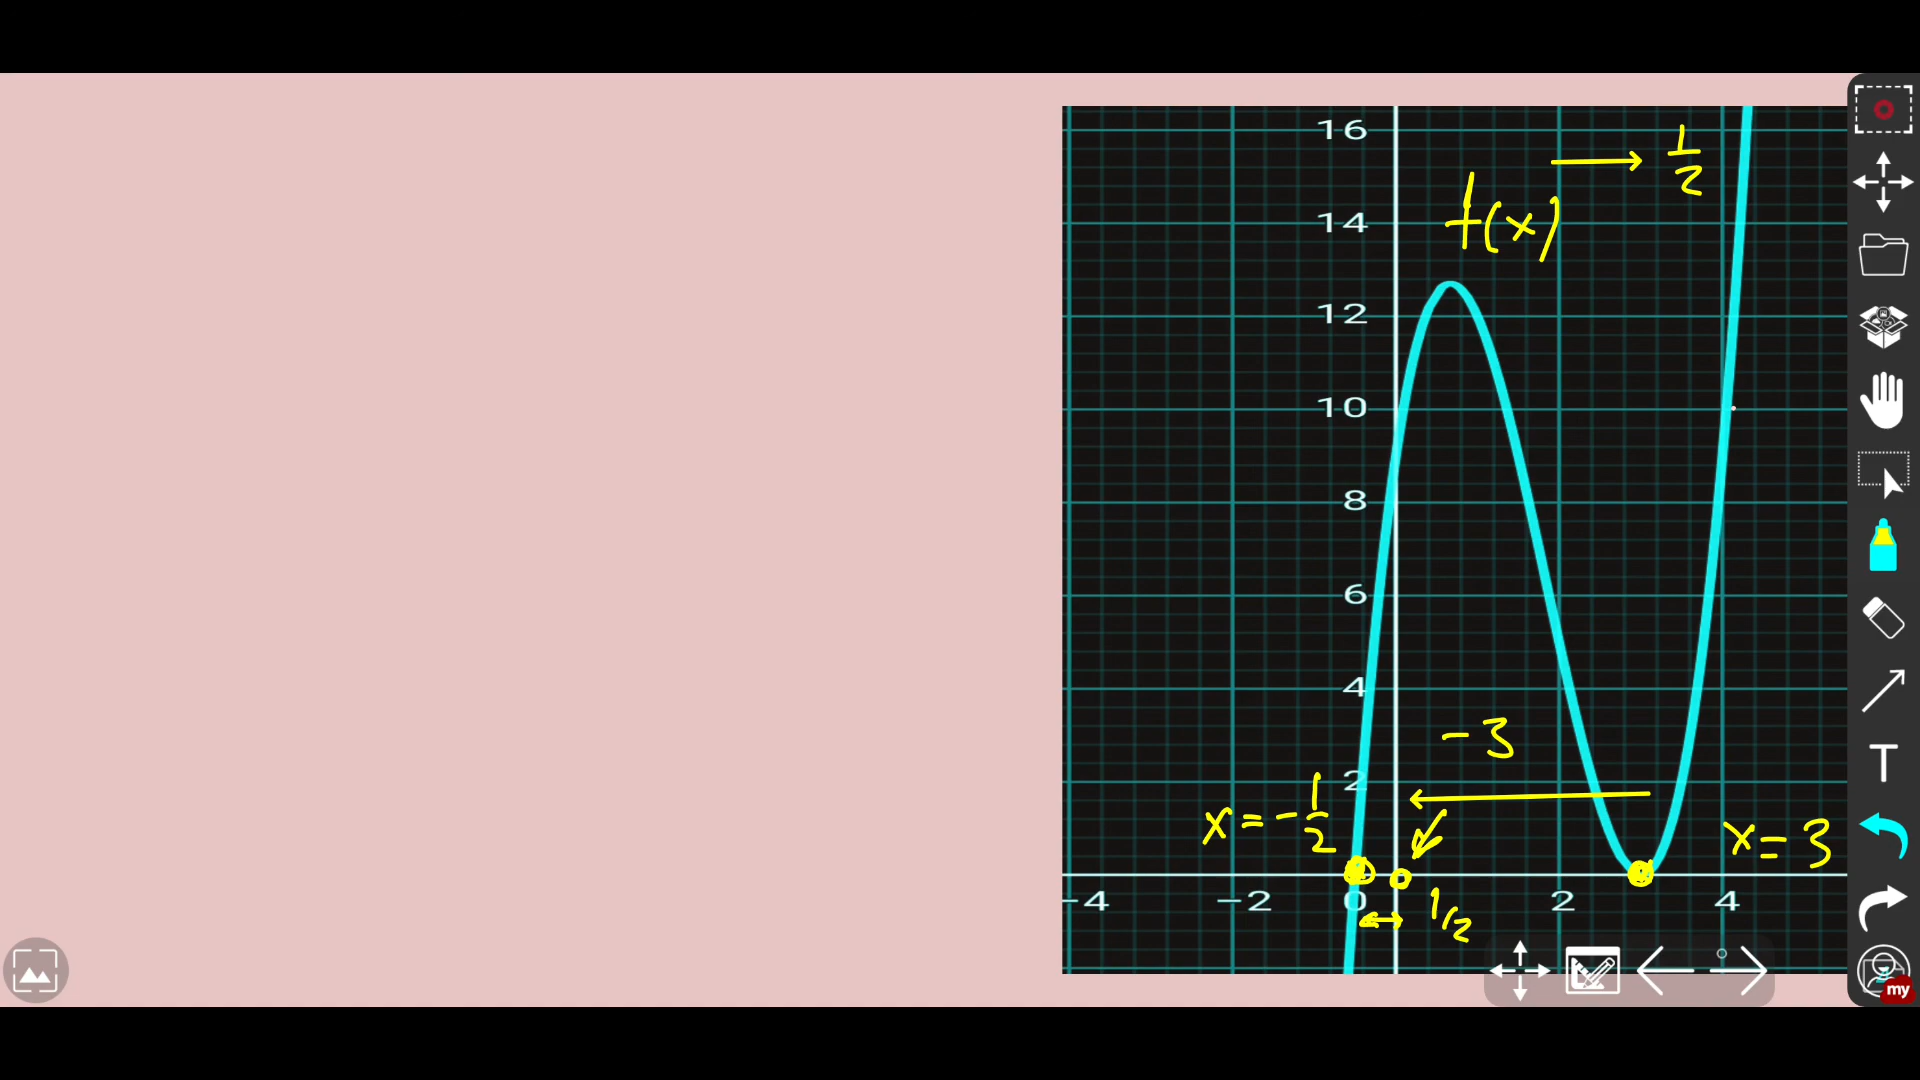 16
→ 1/2
14
f(x)
12
10
8
6
4
-3
2
x = -1/2
x = 3
-4 -2 0 2 4
1/2
T
my